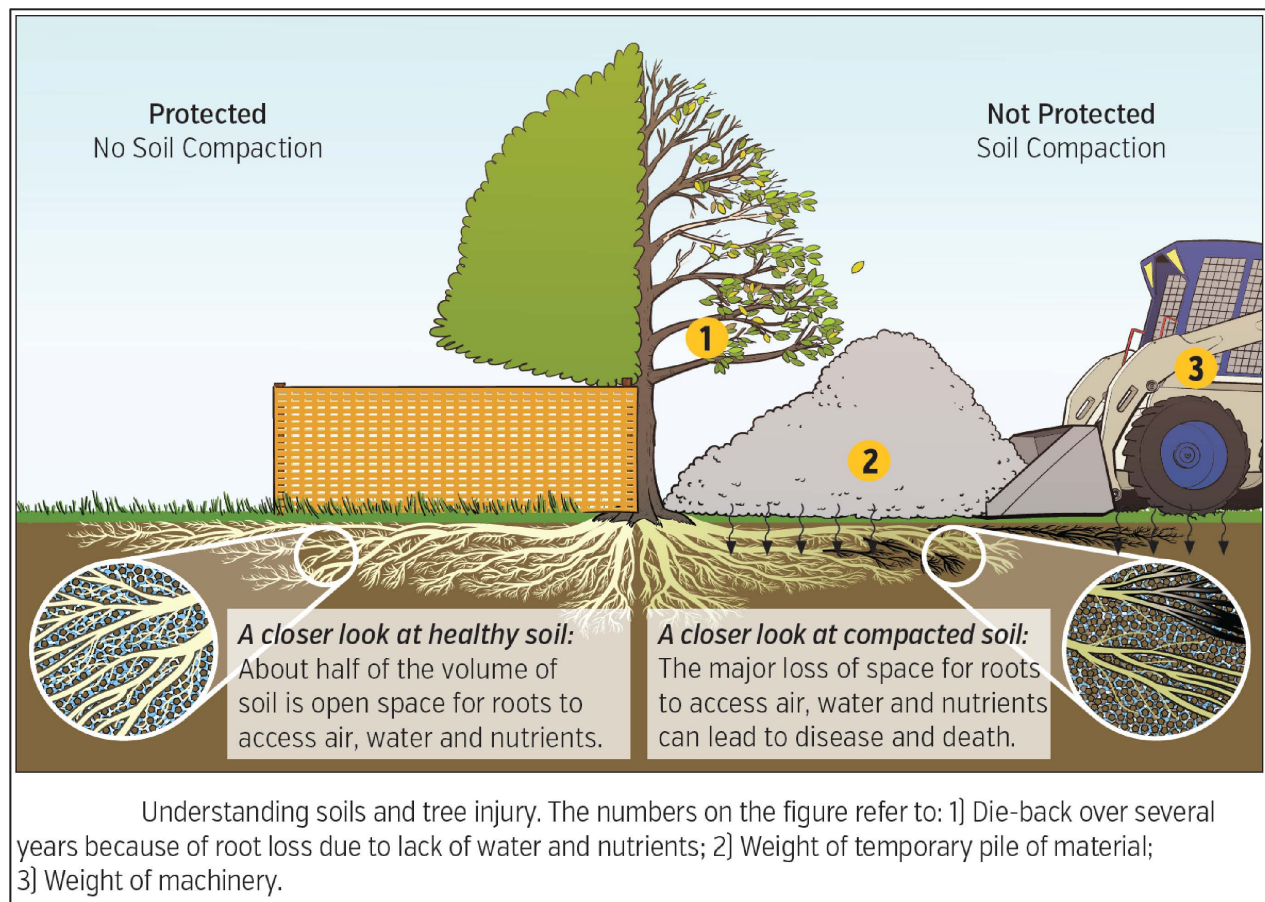 Protected
No Soil Compaction
Not Protected
Soil Compaction
1
2
3
A closer look at healthy soil:
About half of the volume of
soil is open space for roots to
access air, water and nutrients.
A closer look at compacted soil:
The major loss of space for roots
to access air, water and nutrients
can lead to disease and death.
Understanding soils and tree injury. The numbers on the figure refer to: 1) Die-back over several
years because of root loss due to lack of water and nutrients; 2) Weight of temporary pile of material;
3) Weight of machinery.